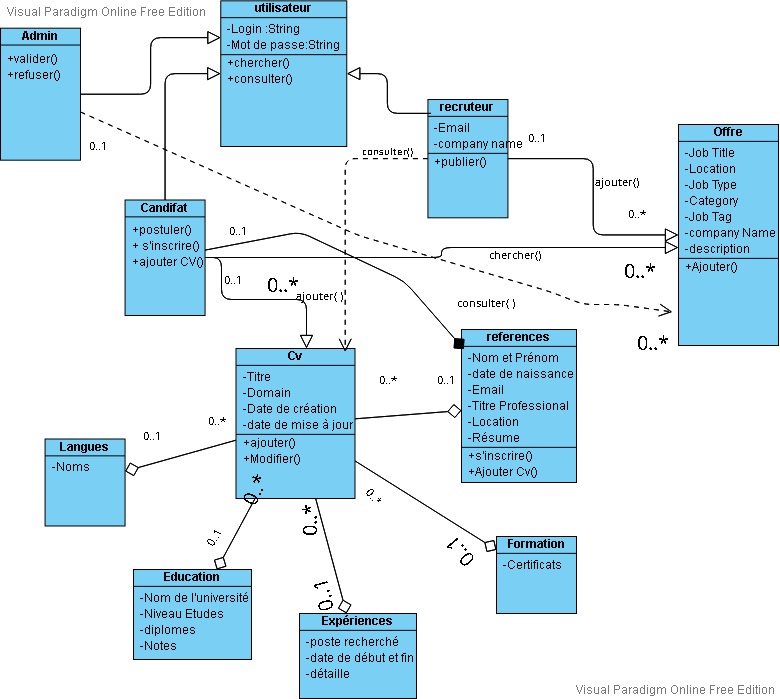 Visual Paradigm Online Free Edition
utilisateur
-Login :String
-Mot de passe:String
+chercher()
+consulter()
Admin
+valider()
+refuser()
recruteur
-Email
-company name
+publier()
Offre
-Job Title
-Location
-Job Type
-Category
-Job Tag
-company Name
-description
+Ajouter()
0..1
consulter()
0..1
ajouter()
0..*
Candifat
+postuler()
+ s'inscrire()
+ajouter CV()
0..1
chercher()
0..*
0..1
0..*
ajouter( )
consulter( )
0..*
Cv
-Titre
-Domain
-Date de création
-date de mise à jour
+ajouter()
+Modifier()
references
-Nom et Prénom
-date de naissance
-Email
-Titre Professional
-Location
-Résume
+s'inscrire()
+Ajouter Cv()
0..*
0..1
0..1
0..*
Langues
-Noms
0..*
0..1
0..*
0..1
0..*
0..1
Education
-Nom de l'université
-Niveau Etudes
-diplomes
-Notes
Expériences
-poste recherché
-date de début et fin
-détaille
Formation
-Certificats
Visual Paradigm Online Free Edition